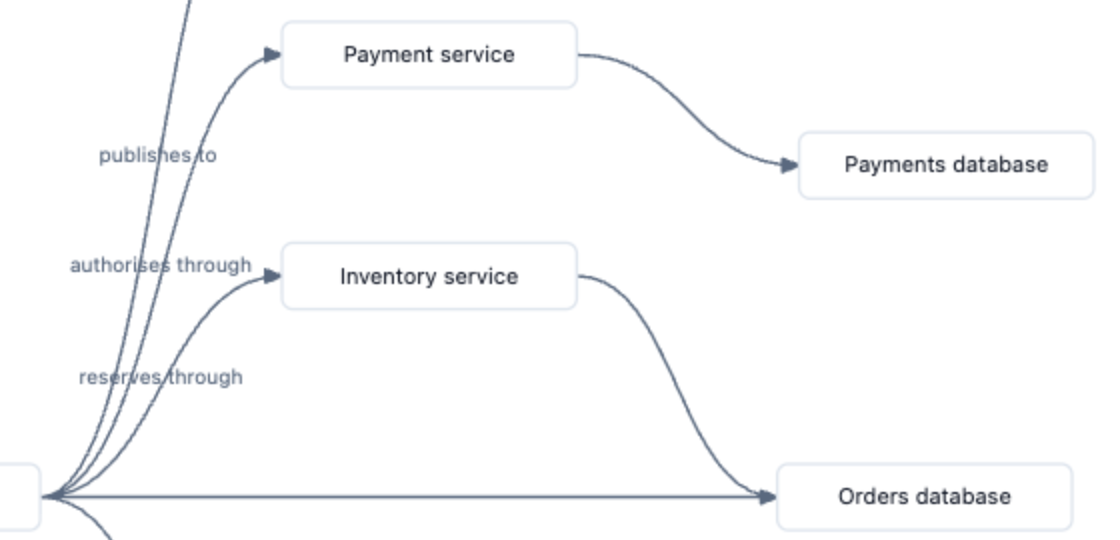 Payment service
publishes to
Payments database
authorises through
Inventory service
reserves through
Orders database